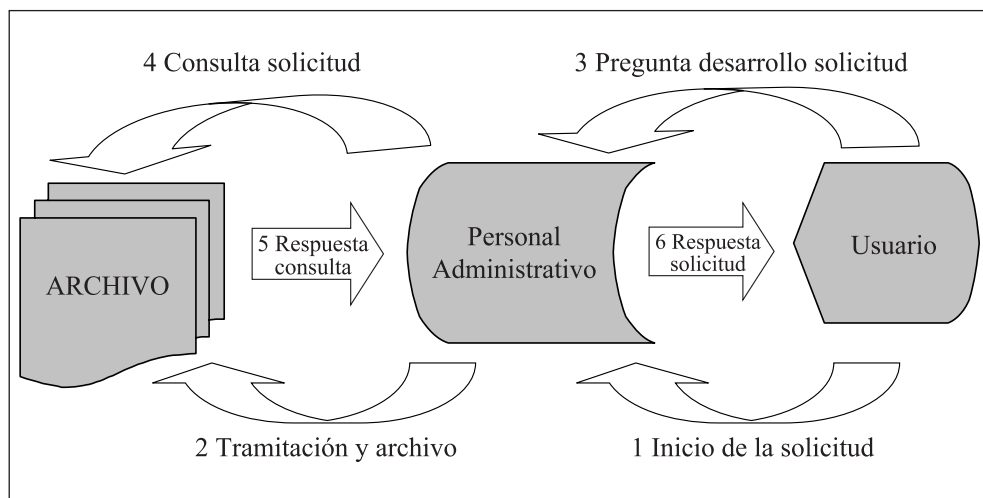 4 Consulta solicitud
3 Pregunta desarrollo solicitud
ARCHIVO
5 Respuesta
consulta
Personal
Administrativo
6 Respuesta
solicitud
Usuario
2 Tramitación y archivo
1 Inicio de la solicitud